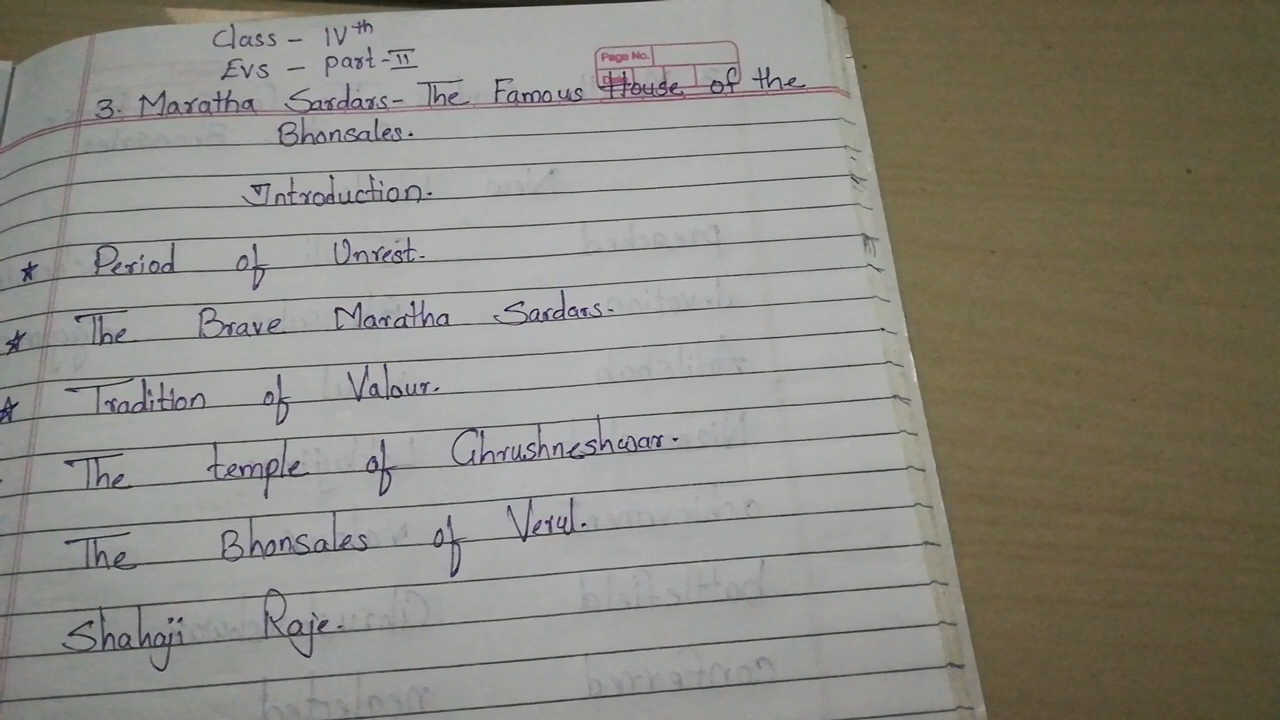 Class - IVth
EVS - Part-II
Page No.
3. Maratha Sardars- The Famous House of the
Bhonsales.
Introduction.
* Period of Unrest.
* The Brave Maratha Sardars.
* Tradition of Valour.
The temple of Ghrushneshwar.
The Bhonsales of Verul.
Shahaji Raje.